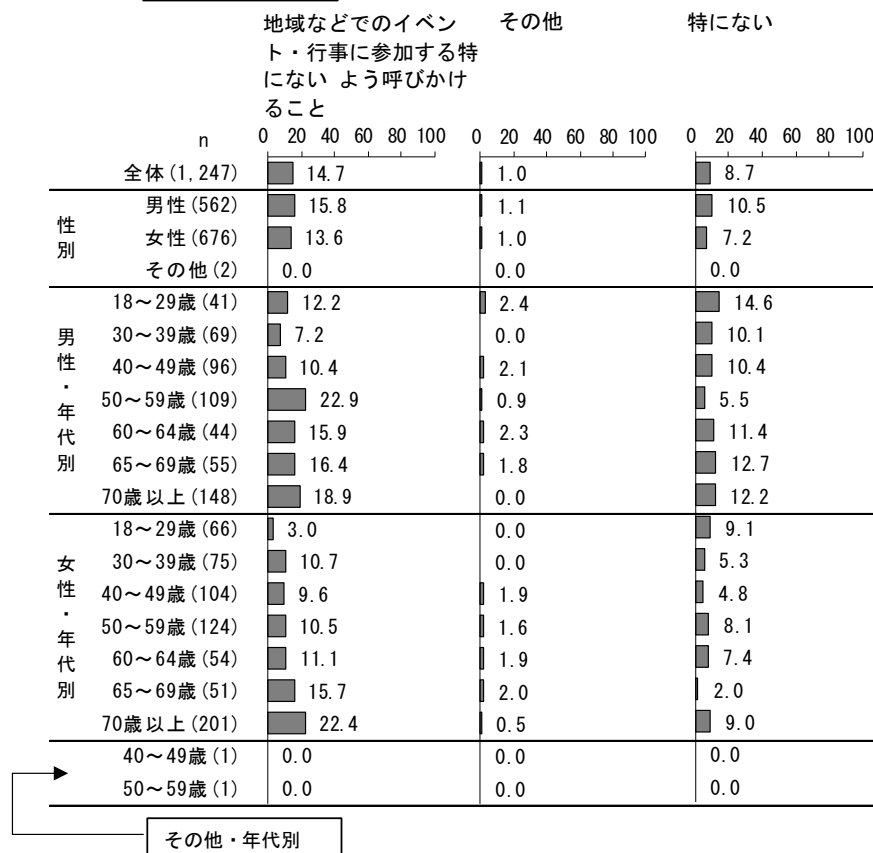 地域などでのイベン その他 特にない
ト・行事に参加する特
にない よう呼びかけ
ること
n 0 20 40 60 80 100 0 20 40 60 80 100 0 20 40 60 80 100
全体(1,247) 14.7 1.0 8.7
性別
男性(562) 15.8 1.1 10.5
女性(676) 13.6 1.0 7.2
その他(2) 0.0 0.0 0.0
男性・年代別
18～29歳(41) 12.2 2.4 14.6
30～39歳(69) 7.2 0.0 10.1
40～49歳(96) 10.4 2.1 10.4
50～59歳(109) 22.9 0.9 5.5
60～64歳(44) 15.9 2.3 11.4
65～69歳(55) 16.4 1.8 12.7
70歳以上(148) 18.9 0.0 12.2
女性・年代別
18～29歳(66) 3.0 0.0 9.1
30～39歳(75) 10.7 0.0 5.3
40～49歳(104) 9.6 1.9 4.8
50～59歳(124) 10.5 1.6 8.1
60～64歳(54) 11.1 1.9 7.4
65～69歳(51) 15.7 2.0 2.0
70歳以上(201) 22.4 0.5 9.0
40～49歳(1) 0.0 0.0 0.0
50～59歳(1) 0.0 0.0 0.0
その他・年代別